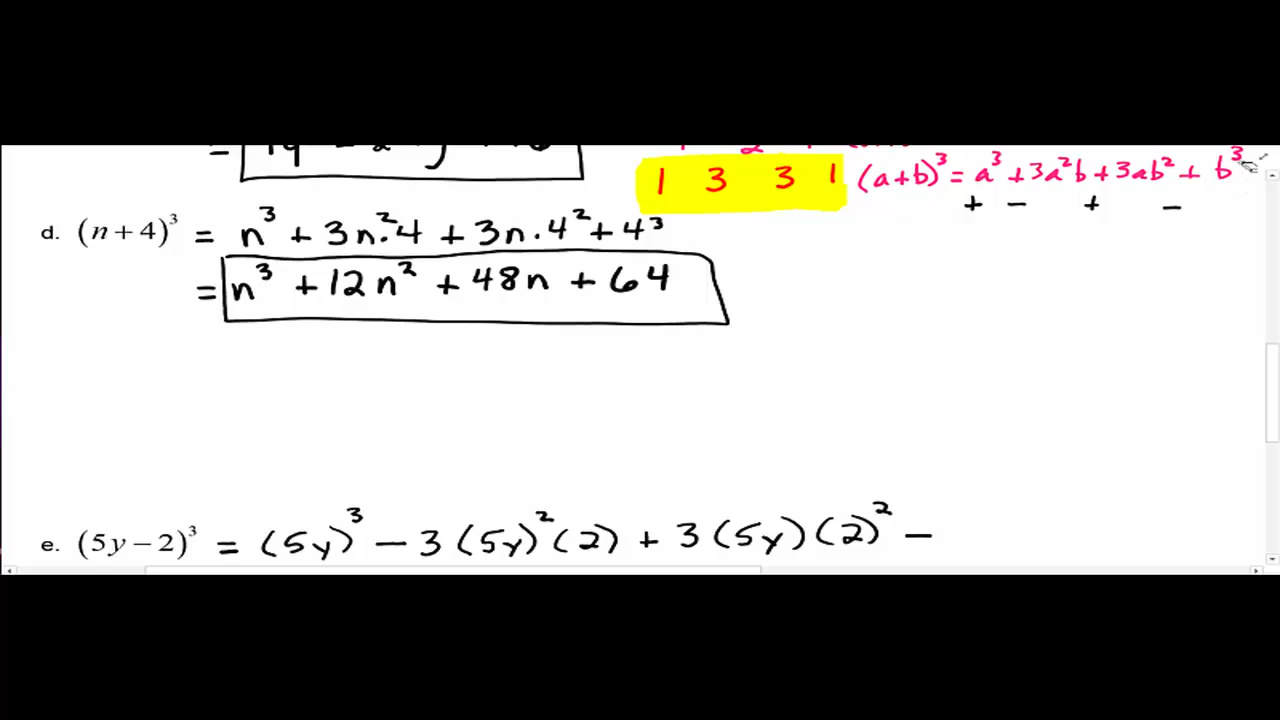 1 3 3 1 (a+b)³ = a³ + 3a²b + 3ab² + b³
+ - + -
d. (n+4)³ = n³ + 3n²·4 + 3n·4² + 4³
= n³ + 12n² + 48n + 64
e. (5y−2)³ = (5y)³ − 3(5y)²(2) + 3(5y)(2)² −